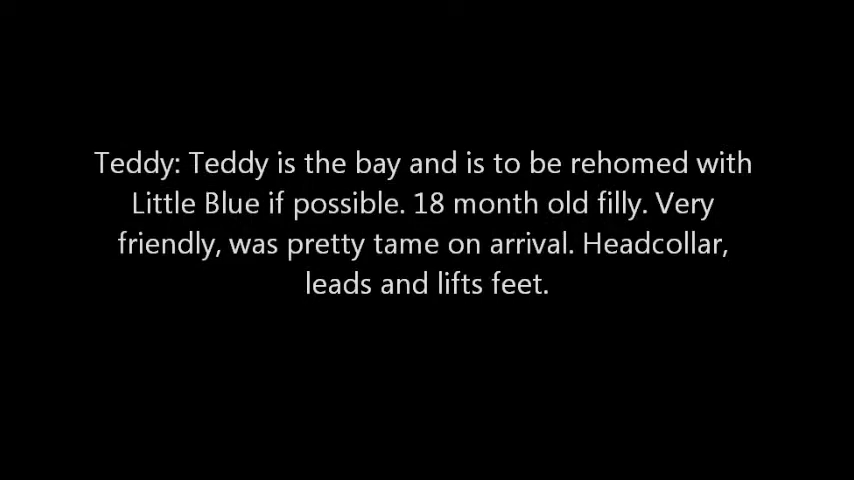 Teddy: Teddy is the bay and is to be rehomed with
Little Blue if possible. 18 month old filly. Very
friendly, was pretty tame on arrival. Headcollar,
leads and lifts feet.